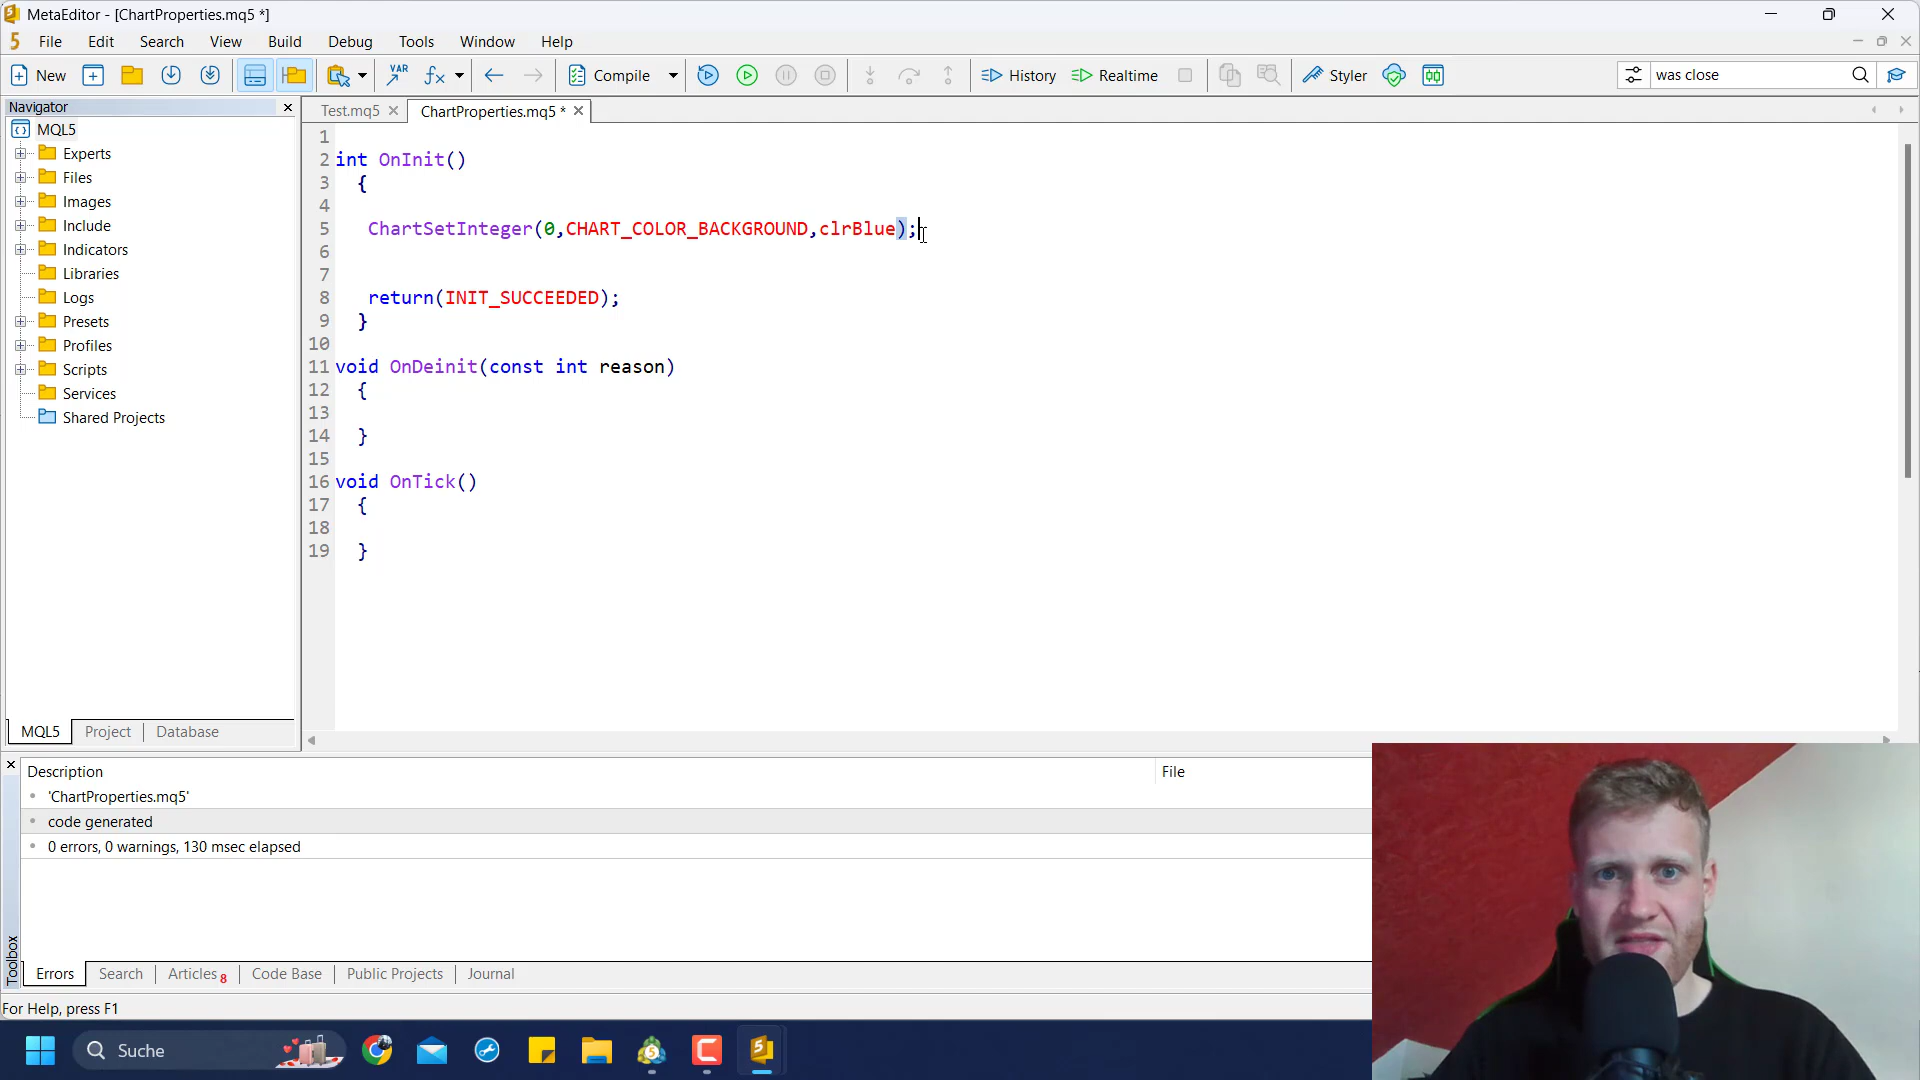 MetaEditor - [ChartProperties.mq5 *]
5 File Edit Search View Build Debug Tools Window Help
New VAR fx Compile History Realtime Styler was close
Navigator
MQL5
Experts
Files
Images
Include
Indicators
Libraries
Logs
Presets
Profiles
Scripts
Services
Shared Projects
MQL5 Project Database
Test.mq5 ChartProperties.mq5 *
1
2 int OnInit()
3 {
4
5 ChartSetInteger(0,CHART_COLOR_BACKGROUND,clrBlue);
6
7
8 return(INIT_SUCCEEDED);
9 }
10
11 void OnDeinit(const int reason)
12 {
13
14 }
15
16 void OnTick()
17 {
18
19 }
Description File
'ChartProperties.mq5'
code generated
0 errors, 0 warnings, 130 msec elapsed
Toolbox
Errors Search Articles 8 Code Base Public Projects Journal
For Help, press F1
Suche